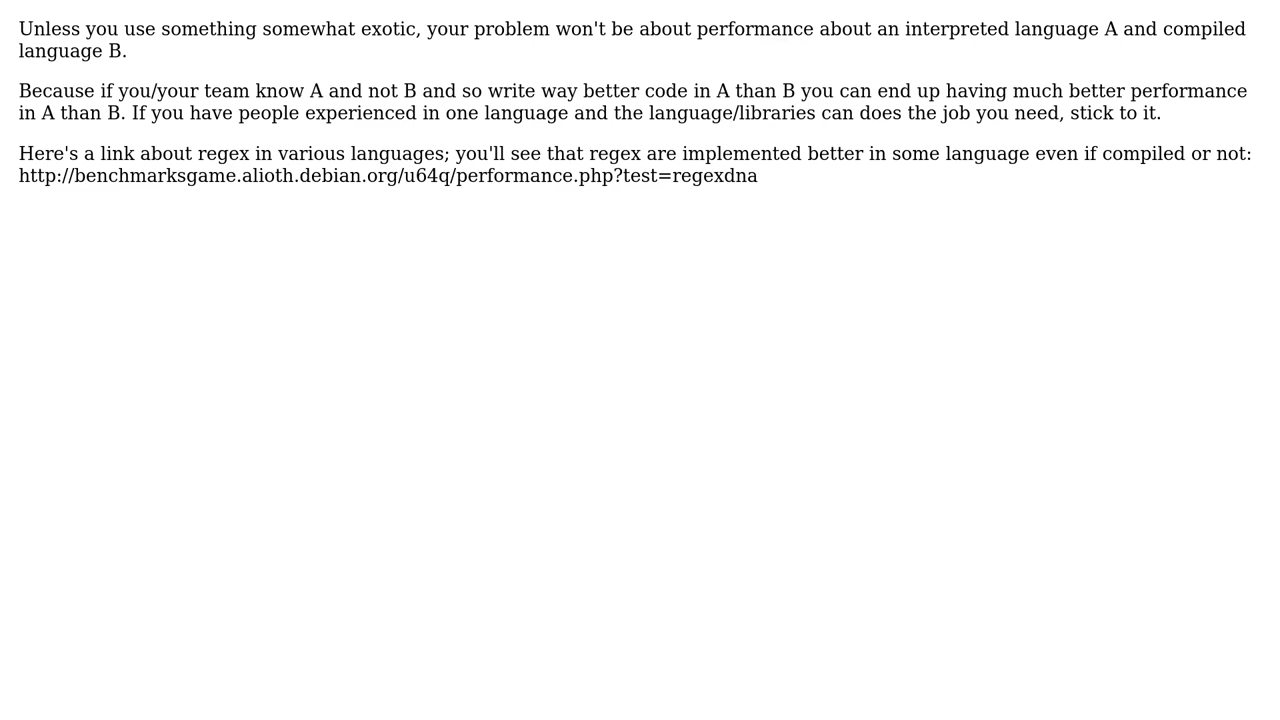 Unless you use something somewhat exotic, your problem won't be about performance about an interpreted language A and compiled
language B.
Because if you/your team know A and not B and so write way better code in A than B you can end up having much better performance
in A than B. If you have people experienced in one language and the language/libraries can does the job you need, stick to it.
Here's a link about regex in various languages; you'll see that regex are implemented better in some language even if compiled or not:
http://benchmarksgame.alioth.debian.org/u64q/performance.php?test=regexdna